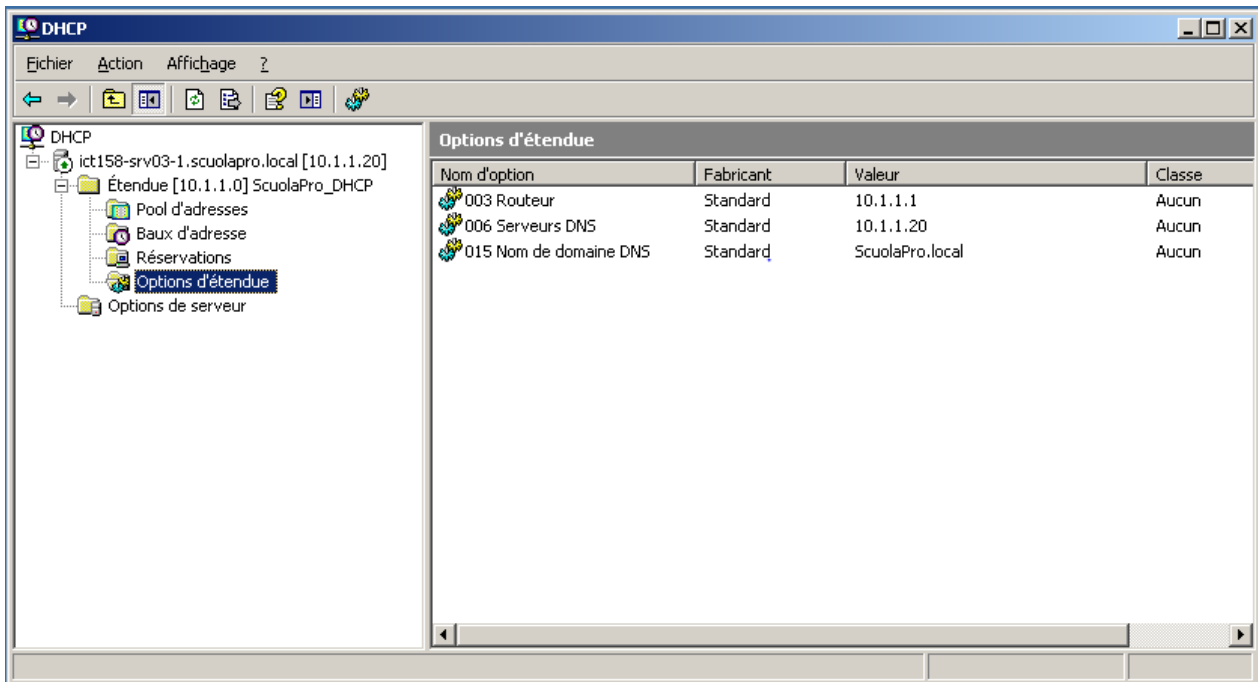 DHCP
Fichier Action Affichage ?
DHCP
ict158-srv03-1.scuolapro.local [10.1.1.20]
Étendue [10.1.1.0] ScuolaPro_DHCP
Pool d'adresses
Baux d'adresse
Réservations
Options d'étendue
Options de serveur
Options d'étendue
Nom d'option Fabricant Valeur Classe
003 Routeur Standard 10.1.1.1 Aucun
006 Serveurs DNS Standard 10.1.1.20 Aucun
015 Nom de domaine DNS Standard ScuolaPro.local Aucun